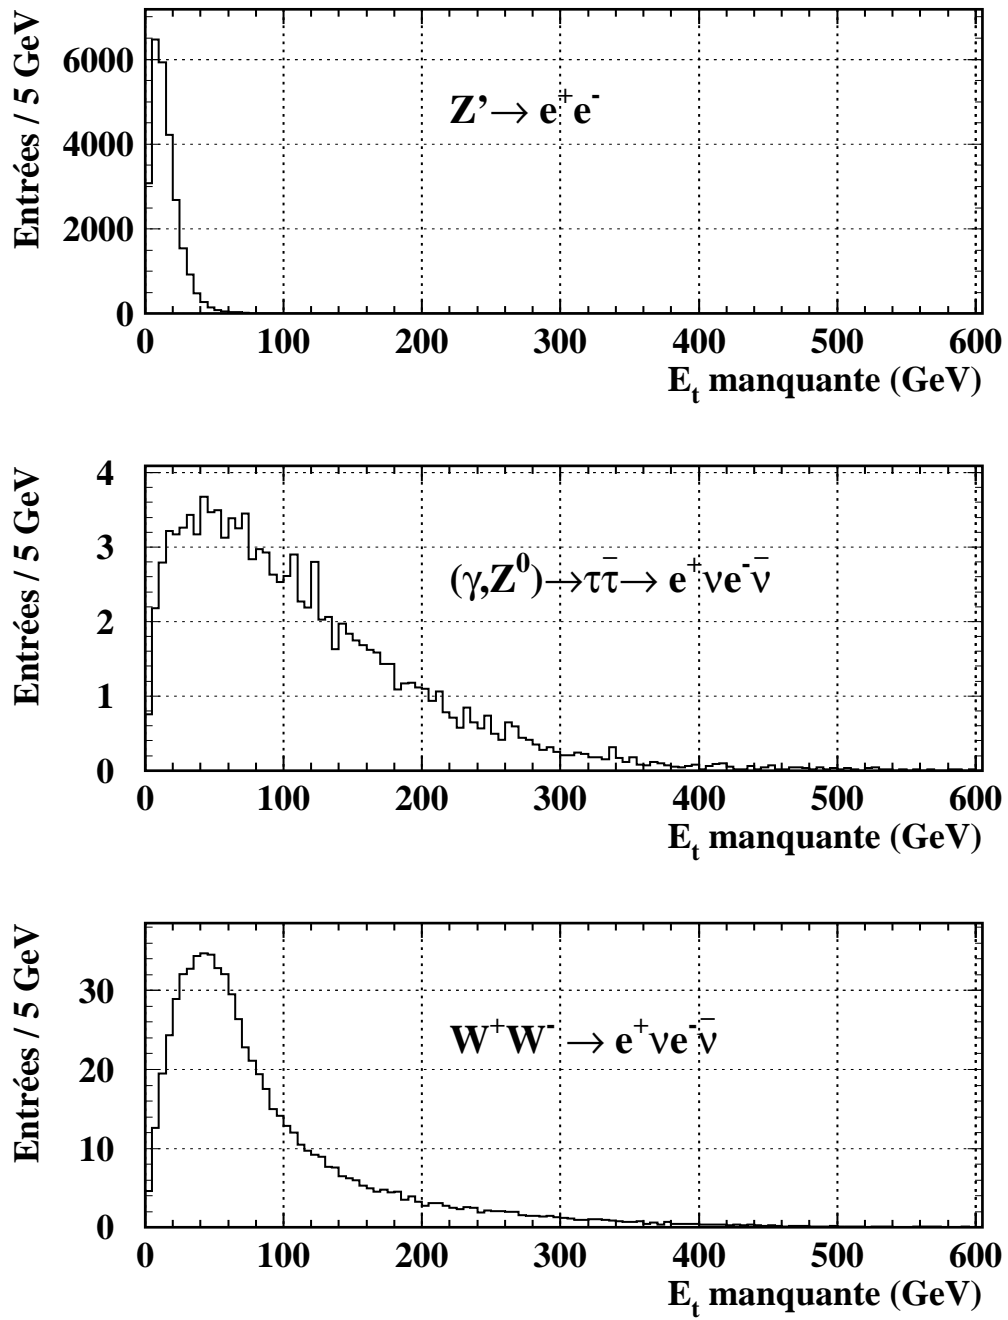 Entrées / 5 GeV
6000
4000
2000
0
Z’→ e⁺e⁻
0 100 200 300 400 500 600
Eₜ manquante (GeV)
Entrées / 5 GeV
4
3
2
1
0
(γ,Z⁰)→ττ̄→ e⁺νe⁻ν̄
0 100 200 300 400 500 600
Eₜ manquante (GeV)
Entrées / 5 GeV
30
20
10
0
W⁺W⁻ → e⁺νe⁻ν̄
0 100 200 300 400 500 600
Eₜ manquante (GeV)